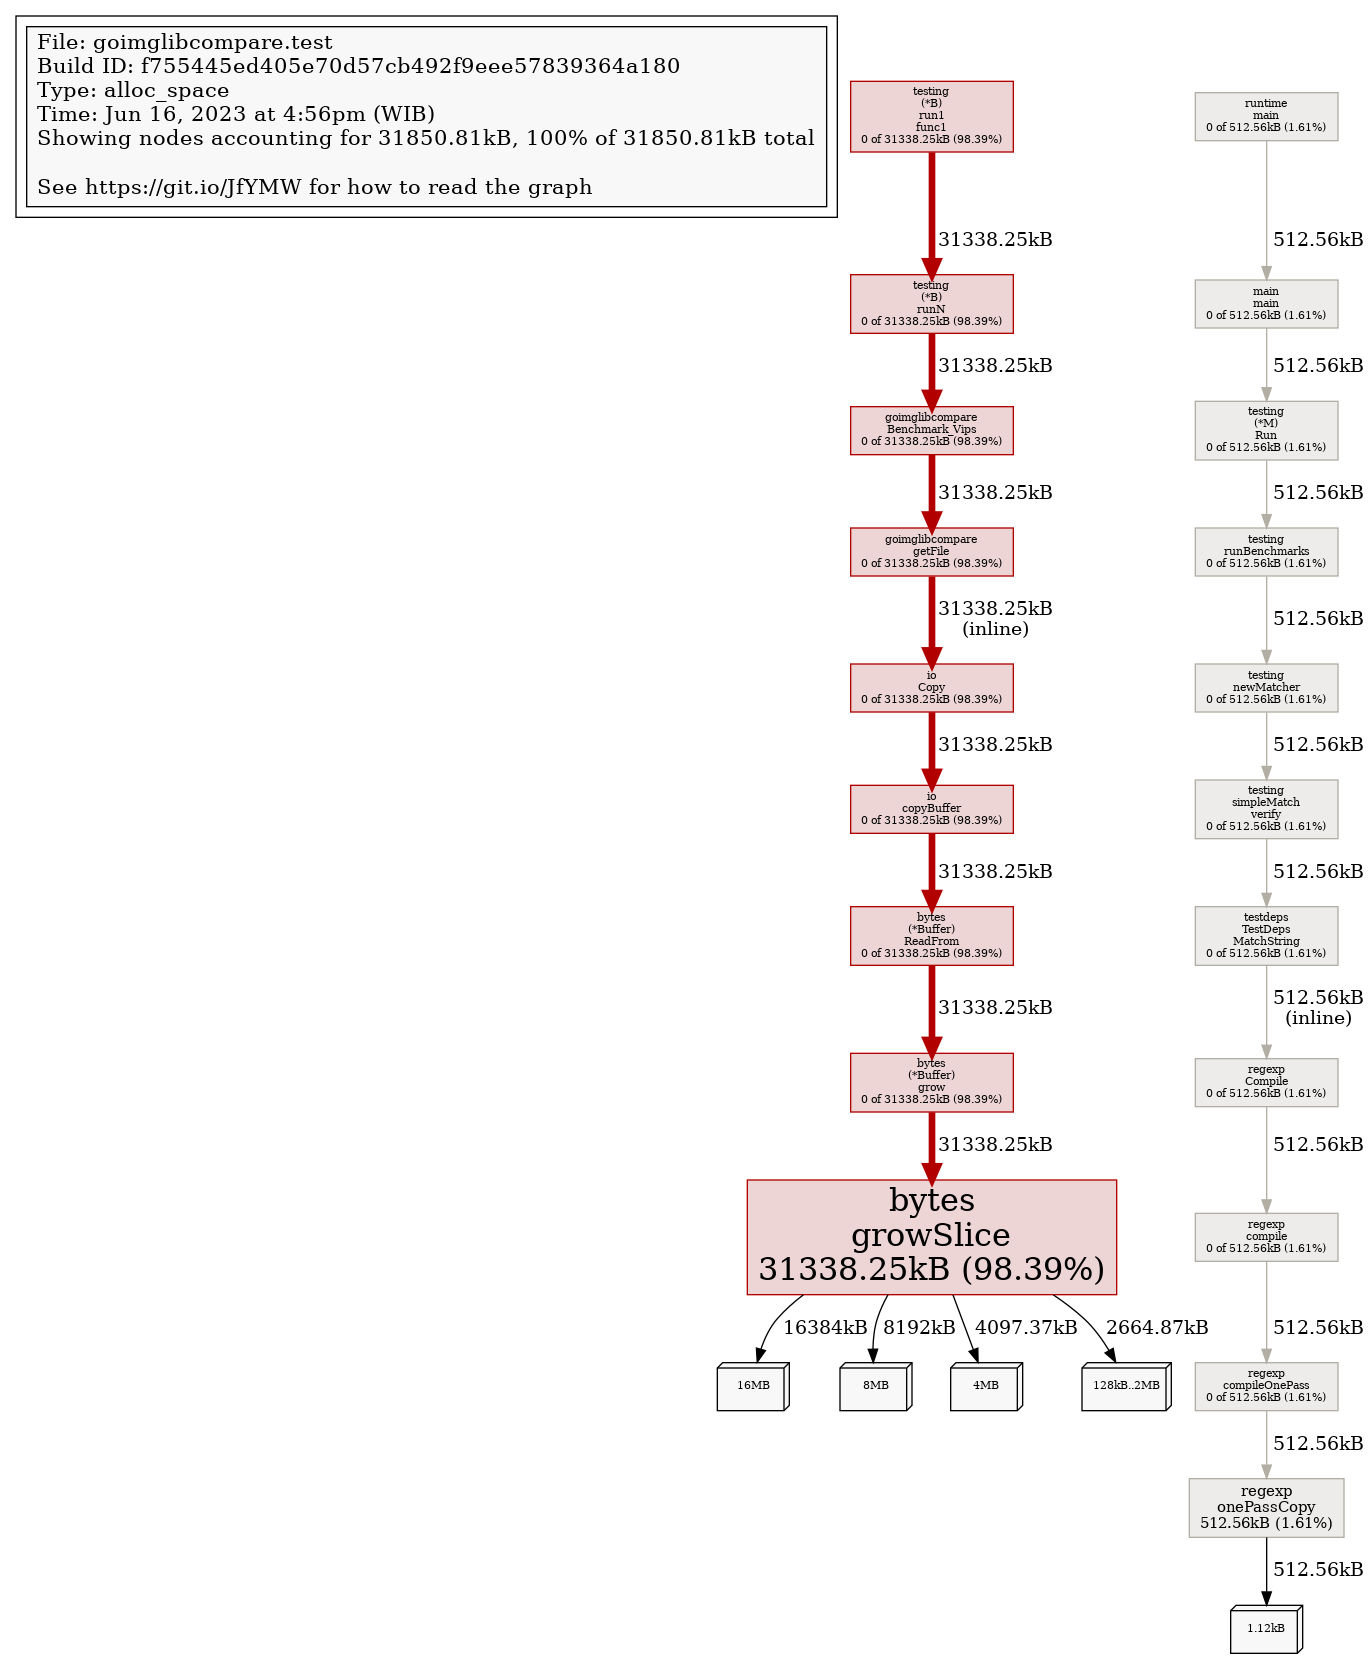 File: goimglibcompare.test
Build ID: f755445ed405e70d57cb492f9eee57839364a180
Type: alloc_space
Time: Jun 16, 2023 at 4:56pm (WIB)
Showing nodes accounting for 31850.81kB, 100% of 31850.81kB total
See https://git.io/JfYMW for how to read the graph
testing
(*B)
run1
func1
0 of 31338.25kB (98.39%)
31338.25kB
testing
(*B)
runN
0 of 31338.25kB (98.39%)
31338.25kB
goimglibcompare
Benchmark_Vips
0 of 31338.25kB (98.39%)
31338.25kB
goimglibcompare
getFile
0 of 31338.25kB (98.39%)
31338.25kB
(inline)
io
Copy
0 of 31338.25kB (98.39%)
31338.25kB
io
copyBuffer
0 of 31338.25kB (98.39%)
31338.25kB
bytes
(*Buffer)
ReadFrom
0 of 31338.25kB (98.39%)
31338.25kB
bytes
(*Buffer)
grow
0 of 31338.25kB (98.39%)
31338.25kB
bytes
growSlice
31338.25kB (98.39%)
16384kB
8192kB
4097.37kB
2664.87kB
16MB
8MB
4MB
128kB..2MB
runtime
main
0 of 512.56kB (1.61%)
512.56kB
main
main
0 of 512.56kB (1.61%)
512.56kB
testing
(*M)
Run
0 of 512.56kB (1.61%)
512.56kB
testing
runBenchmarks
0 of 512.56kB (1.61%)
512.56kB
testing
newMatcher
0 of 512.56kB (1.61%)
512.56kB
testing
simpleMatch
verify
0 of 512.56kB (1.61%)
512.56kB
testdeps
TestDeps
MatchString
0 of 512.56kB (1.61%)
512.56kB
(inline)
regexp
Compile
0 of 512.56kB (1.61%)
512.56kB
regexp
compile
0 of 512.56kB (1.61%)
512.56kB
regexp
compileOnePass
0 of 512.56kB (1.61%)
512.56kB
regexp
onePassCopy
512.56kB (1.61%)
512.56kB
1.12kB